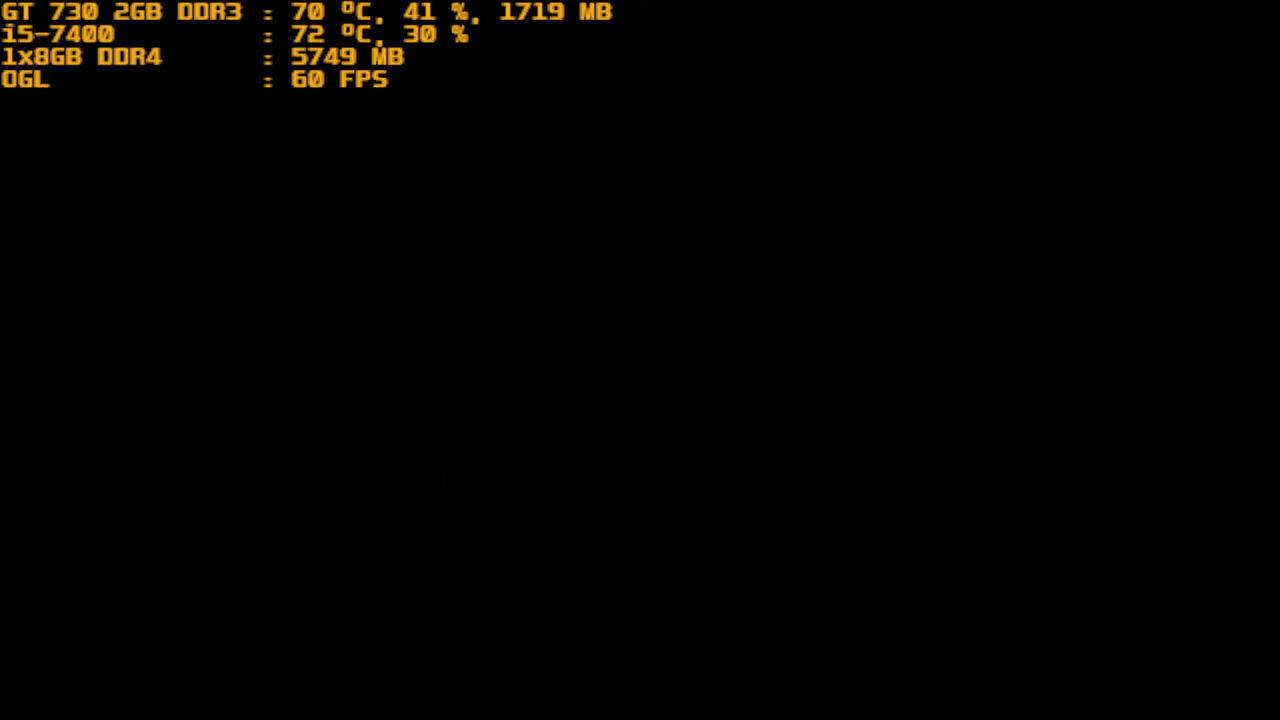 GT 730 2GB DDR3 : 70 ºC, 41 %, 1719 MB
i5-7400 : 72 ºC, 30 %
1x8GB DDR4 : 5749 MB
OGL : 60 FPS